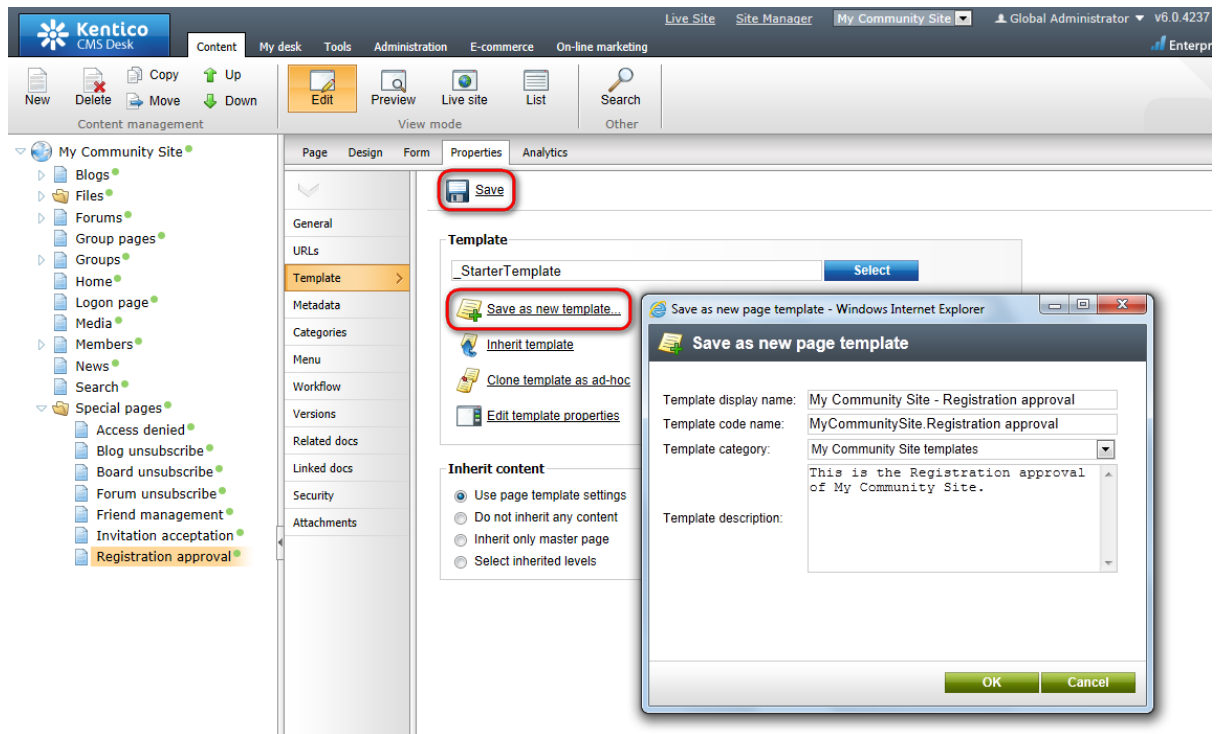 Kentico
CMS Desk
Live Site Site Manager My Community Site Global Administrator v6.0.4237
Content My desk Tools Administration E-commerce On-line marketing
Enterpr
New Delete Copy Move Up Down
Content management
Edit Preview Live site List
View mode
Search
Other
My Community Site
Blogs
Files
Forums
Group pages
Groups
Home
Logon page
Media
Members
News
Search
Special pages
Access denied
Blog unsubscribe
Board unsubscribe
Forum unsubscribe
Friend management
Invitation acceptation
Registration approval
Page Design Form Properties Analytics
General
URLs
Template >
Metadata
Categories
Menu
Workflow
Versions
Related docs
Linked docs
Security
Attachments
Save
Template
_StarterTemplate Select
Save as new template...
Inherit template
Clone template as ad-hoc
Edit template properties
Inherit content
Use page template settings
Do not inherit any content
Inherit only master page
Select inherited levels
Save as new page template - Windows Internet Explorer
Save as new page template
Template display name: My Community Site - Registration approval
Template code name: MyCommunitySite.Registration approval
Template category: My Community Site templates
Template description:
This is the Registration approval
of My Community Site.
OK Cancel